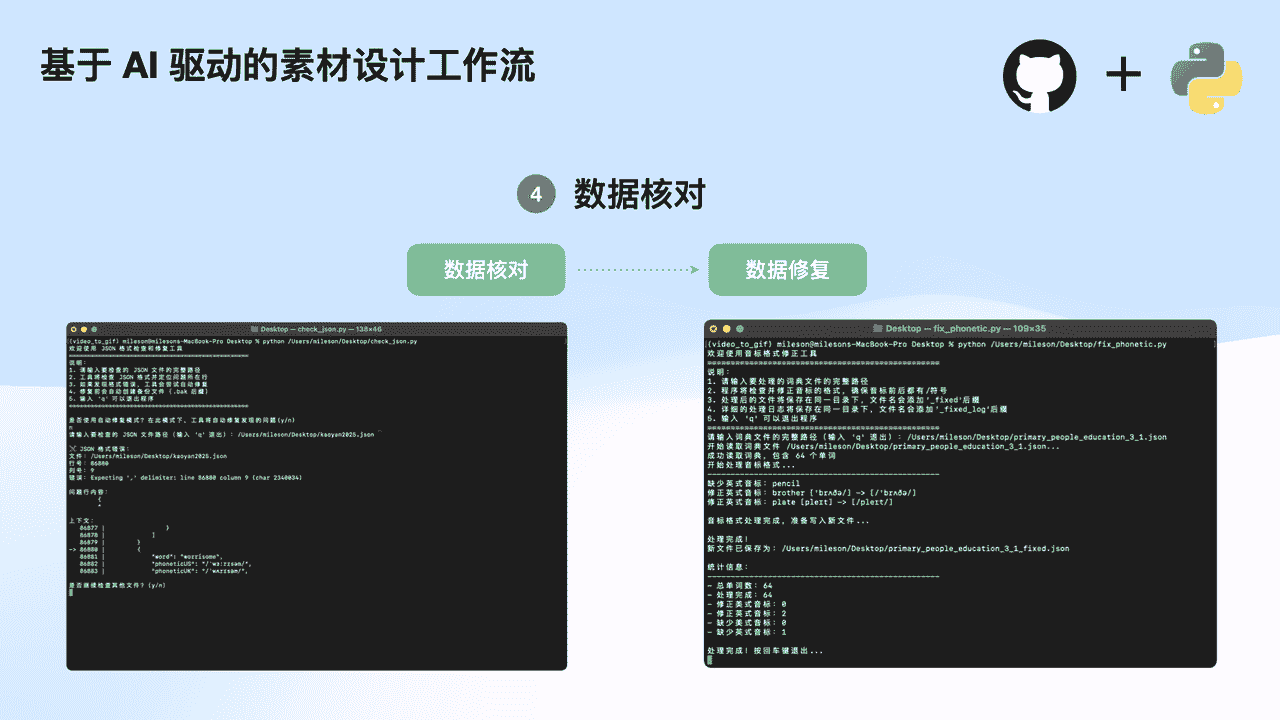 基于 AI 驱动的素材设计工作流
+
4 数据核对
数据核对
数据修复
Desktop — check_json.py — 138×46
(video_to_gif) mileson@milesons-MacBook-Pro Desktop % python /Users/mileson/Desktop/check_json.py
欢迎使用 JSON 格式检查和修复工具
==================================================
说明:
1. 请输入要检查的 JSON 文件的完整路径
2. 工具将检查 JSON 格式并定位问题所在行
3. 如果发现格式错误, 工具会尝试自动修复
4. 修复前会自动创建备份文件 (.bak 后缀)
5. 输入 'q' 可以退出程序
==================================================
是否使用自动修复模式? 在此模式下, 工具将自动修复发现的问题(y/n)
n
请输入要检查的 JSON 文件路径 (输入 'q' 退出): /Users/mileson/Desktop/kaoyan2025.json
❌ JSON 格式错误:
文件: /Users/mileson/Desktop/kaoyan2025.json
行号: 86880
列号: 9
错误: Expecting ',' delimiter: line 86880 column 9 (char 2340034)
问题行内容:
{
^
上下文:
86877 | }
86878 | ]
86879 | }
-> 86880 | {
86881 | "word": "worrisome",
86882 | "phoneticUS": "/ˈwɜːrɪsəm/",
86883 | "phoneticUK": "/ˈwʌrɪsəm/",
是否继续检查其他文件? (y/n)
Desktop — fix_phonetic.py — 109×35
(video_to_gif) mileson@milesons-MacBook-Pro Desktop % python /Users/mileson/Desktop/fix_phonetic.py
欢迎使用音标格式修正工具
==================================================
说明:
1. 请输入要处理的词典文件的完整路径
2. 程序将检查并修正音标的格式, 确保音标前后都有/符号
3. 处理后的文件将保存在同一目录下, 文件名会添加'_fixed'后缀
4. 详细的处理日志将保存在同一目录下, 文件名会添加'_fixed_log'后缀
5. 输入 'q' 可以退出程序
==================================================
请输入词典文件的完整路径 (输入 'q' 退出): /Users/mileson/Desktop/primary_people_education_3_1.json
开始读取词典文件 /Users/mileson/Desktop/primary_people_education_3_1.json...
成功读取词典, 包含 64 个单词
开始处理音标格式...
--------------------------------------------------
缺少英式音标: pencil
修正英式音标: brother [ˈbrʌðə/] -> [/ˈbrʌðə/]
修正英式音标: plate [pleɪt] -> [/pleɪt/]
音标格式处理完成, 准备写入新文件...
处理完成!
新文件已保存为: /Users/mileson/Desktop/primary_people_education_3_1_fixed.json
统计信息:
--------------------------------------------------
- 总单词数: 64
- 处理完成: 64
- 修正美式音标: 0
- 修正英式音标: 2
- 缺少美式音标: 0
- 缺少英式音标: 1
处理完成! 按回车键退出...